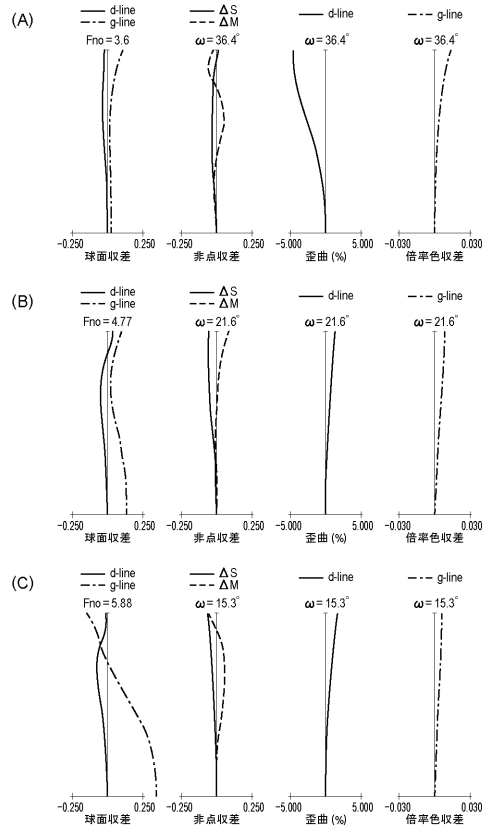 (A)
d-line
g-line
Fno = 3.6
ΔS
ΔM
ω = 36.4°
d-line
ω = 36.4°
g-line
ω = 36.4°
-0.250 0.250
球面収差
-0.250 0.250
非点収差
-5.000 5.000
歪曲 (%)
-0.030 0.030
倍率色収差
(B)
d-line
g-line
Fno = 4.77
ΔS
ΔM
ω = 21.6°
d-line
ω = 21.6°
g-line
ω = 21.6°
-0.250 0.250
球面収差
-0.250 0.250
非点収差
-5.000 5.000
歪曲 (%)
-0.030 0.030
倍率色収差
(C)
d-line
g-line
Fno = 5.88
ΔS
ΔM
ω = 15.3°
d-line
ω = 15.3°
g-line
ω = 15.3°
-0.250 0.250
球面収差
-0.250 0.250
非点収差
-5.000 5.000
歪曲 (%)
-0.030 0.030
倍率色収差